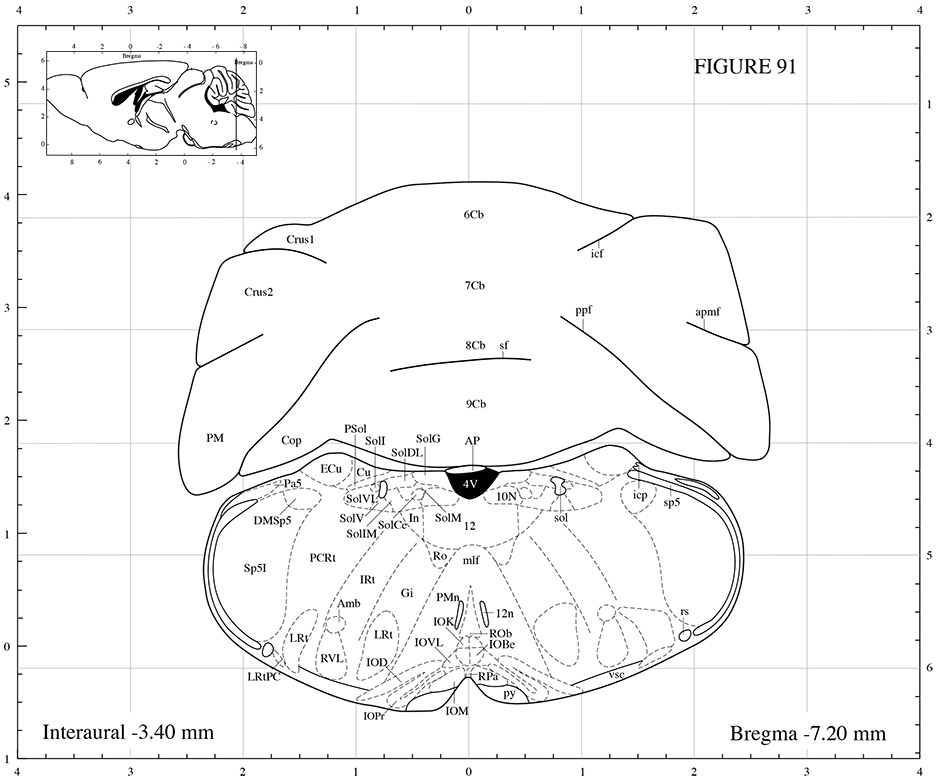 4 3 2 1 0 1 2 3 4
4 2 0 -2 -4 -6 -8
Bregma
Bregma
6 4 2 0
0 2 4 6
8 6 4 2 0 -2 -4
FIGURE 91
5
1
4
2
6Cb
Crus1
icf
7Cb
Crus2
3
3
ppf
apmf
8Cb
sf
9Cb
2
4
PM
Cop
PSol
SolI
SolG
AP
SolDL
ECu
Cu
Pa5
4V
SolVL
10N
icp
sp5
DMSp5
SolV
SolCe
In
SolM
sol
SolIM
12
1
5
PCRt
Ro
mlf
Sp5I
IRt
Gi
Amb
PMn
12n
rs
IOK
LRt
LRt
ROb
IOVL
IOBe
0
6
RVL
IOD
LRtPC
RPa
vsc
py
IOPr
IOM
Interaural -3.40 mm
Bregma -7.20 mm
1
3 2 1 0 1 2 3